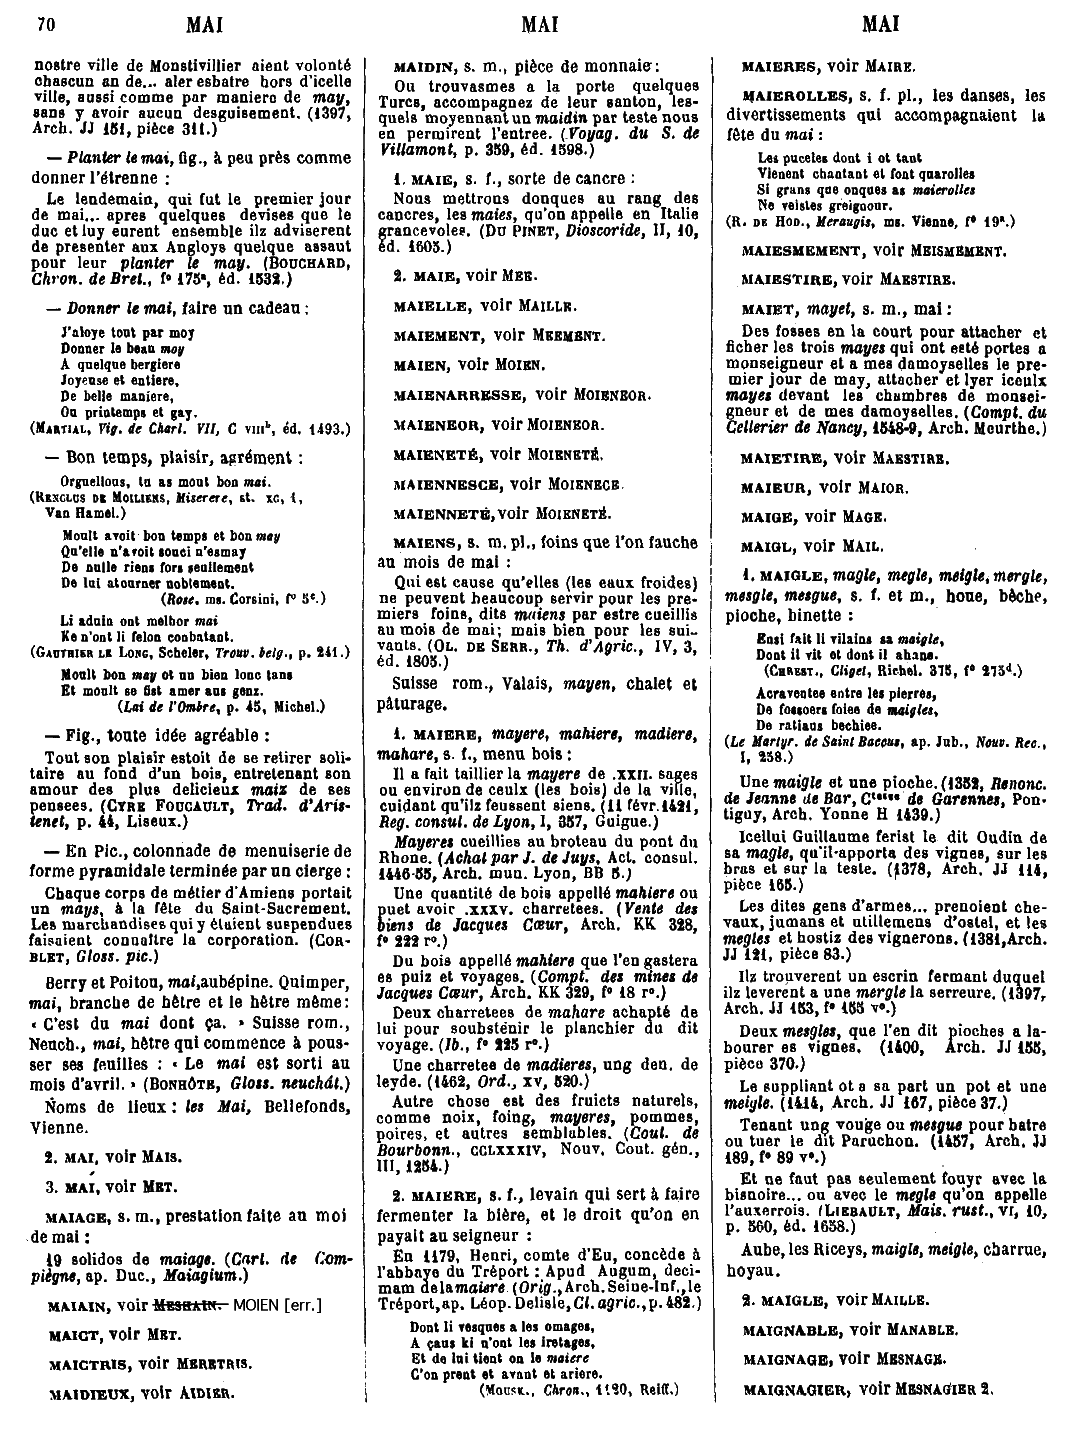 70 MAI MAI MAI
nostre ville de Monstivillier aient volonté
chascun an de... aler esbatre hors d'icelle
ville, aussi comme par maniere de may,
sans y avoir aucun desguisement. (1397,
Arch. JJ 151, pièce 311.)
— Planter le mai, fig., à peu près comme
donner l'étrenne :
Le lendemain, qui fut le premier jour
de mai... apres quelques devises que le
duc et luy eurent ensemble ilz adviserent
de presenter aux Angloys quelque assaut
pour leur planter le may. (BOUCHARD,
Chron. de Bret., f° 175ª, éd. 1532.)
— Donner le mai, faire un cadeau :
J'aloye tout par moy
Donner le beau may
A quelque bergiere
Joyeuse et entiere,
De belle maniere,
Ou printemps et gay.
(MARTIAL, Vig. de Charl. VII, C viiiᵇ, éd. 1493.)
— Bon temps, plaisir, agrément :
Orguellous, tu as mout bon mai.
(RENCLUS DE MOILIENS, Miserere, st. xc, 1,
Van Hamel.)
Moult avoit bon temps et bon may
Qu'elle n'avoit souci n'esmay
De nulle riens fors seullement
De lui atourner noblement.
(Rose, ms. Corsini, f° 5ᶜ.)
Li aduin ont melhor mai
Ke n'ont li felon conbatant.
(GAUTHIER LE LONG, Scheler, Trouv. belg., p. 241.)
Moult bon may ot un bien lonc tans
Et moult se fist amer aus genz.
(Lai de l'Ombre, p. 45, Michel.)
— Fig., toute idée agréable :
Tout son plaisir estoit de se retirer soli-
taire au fond d'un bois, entretenant son
amour des plus delicieux maiz de ses
pensees. (CYRE FOUCAULT, Trad. d'Aris-
tenet, p. 44, Liseux.)
— En Pic., colonnade de menuiserie de
forme pyramidale terminée par un cierge :
Chaque corps de métier d'Amiens portait
un mays, à la fête du Saint-Sacrement.
Les marchandises qui y étaient suspendues
faisaient connaître la corporation. (COR-
BLET, Gloss. pic.)
Berry et Poitou, mai, aubépine. Quimper,
mai, branche de hêtre et le hêtre même :
« C'est du mai dont ça. » Suisse rom.,
Neuch., mai, hêtre qui commence à pous-
ser ses feuilles : « Le mai est sorti au
mois d'avril. » (BONHÔTE, Gloss. neuchât.)
Noms de lieux : les Mai, Bellefonds,
Vienne.
2. MAI, voir MAIS.
3. MAI, voir MET.
MAIAGE, s. m., prestation faite au moi
de mai :
19 solidos de maiage. (Cart. de Com-
piègne, ap. Duc., Maiagium.)
MAIAIN, voir MESHAIN. MOIEN [err.]
MAICT, voir MET.
MAICTRIS, voir MERETRIS.
MAIDIEUX, voir AIDIER.
MAIDIN, s. m., pièce de monnaie :
Ou trouvasmes a la porte quelques
Turcs, accompagnez de leur santon, les-
quels moyennant un maidin par teste nous
en permirent l'entree. (Voyag. du S. de
Villamont, p. 359, éd. 1598.)
1. MAIE, s. f., sorte de cancre :
Nous mettrons donques au rang des
cancres, les maies, qu'on appelle en Italie
grancevoles. (DU PINET, Dioscoride, II, 10,
éd. 1605.)
2. MAIE, voir MEE.
MAIELLE, voir MAILLE.
MAIEMENT, voir MEEMENT.
MAIEN, voir MOIEN.
MAIENARRESSE, voir MOIENEOR.
MAIENEOR, voir MOIENEOR.
MAIENETÉ, voir MOIENETÉ.
MAIENNESCE, voir MOIENECE.
MAIENNETÉ, voir MOIENETÉ.
MAIENS, s. m. pl., foins que l'on fauche
au mois de mai :
Qui est cause qu'elles (les eaux froides)
ne peuvent beaucoup servir pour les pre-
miers foins, dits maiens par estre cueillis
au mois de mai; mais bien pour les sui-
vants. (OL. DE SERR., Th. d'Agric., IV, 3,
éd. 1805.)
Suisse rom., Valais, mayen, chalet et
pâturage.
1. MAIERE, mayere, mahiere, madiere,
mahare, s. f., menu bois :
Il a fait taillier la mayere de .XXII. sages
ou environ de ceulx (les bois) de la ville,
cuidant qu'ilz feussent siens. (11 févr. 1421,
Reg. consul. de Lyon, I, 357, Guigue.)
Mayeres cueillies au broteau du pont du
Rhone. (Achat par J. de Juys, Act. consul.
1446-55, Arch. mun. Lyon, BB 5.)
Une quantité de bois appellé mahiere ou
puet avoir .xxxv. charretees. (Vente des
biens de Jacques Cœur, Arch. KK 328,
f° 222 r°.)
Du bois appellé mahiere que l'en gastera
es puiz et voyages. (Compt. des mines de
Jacques Cœur, Arch. KK 329, f° 18 r°.)
Deux charretees de mahare achapté de
lui pour soubstenir le planchier du dit
voyage. (Ib., f° 225 r°.)
Une charretee de madieres, ung den. de
leyde. (1462, Ord., XV, 520.)
Autre chose est des fruicts naturels,
comme noix, foing, mayeres, pommes,
poires, et autres semblables. (Cout. de
Bourbonn., CCLXXXIV, Nouv. Cout. gén.,
III, 1254.)
2. MAIERE, s. f., levain qui sert à faire
fermenter la bière, et le droit qu'on en
payait au seigneur :
En 1179, Henri, comte d'Eu, concède à
l'abbaye du Tréport : Apud Augum, deci-
mam de la maiere (Orig., Arch. Seine-Inf., le
Tréport, ap. Léop. Delisle, Cl. agric., p. 482.)
Dont li vesques a les omages,
A çaus ki n'ont les iretages,
Et de lui tient on le maiere
C'on prent et avant et ariere.
(MOUSK., Chron., 1120, Reiff.)
MAIERES, voir MAIRE.
MAIEROLLES, s. f. pl., les danses, les
divertissements qui accompagnaient la
fête du mai :
Les puceles dont i ot tant
Vienent chantant et font quarolles
Si grans que onques as maierolles
Ne veistes greignour.
(R. DE HOD., Meraugis, ms. Vienne, f° 19ᵃ.)
MAIESMEMENT, voir MEISMEMENT.
MAIESTIRE, voir MAESTIRE.
MAIET, mayet, s. m., mai :
Des fosses en la court pour attacher et
ficher les trois mayes qui ont esté portes a
monseigneur et a mes damoyselles le pre-
mier jour de may, attacher et lyer iceulx
mayes devant les chambres de monsei-
gneur et de mes damoyselles. (Compt. du
Cellerier de Nancy, 1548-9, Arch. Meurthe.)
MAIETIRE, voir MAESTIRE.
MAIEUR, voir MAIOR.
MAIGE, voir MAGE.
MAIGL, voir MAIL.
1. MAIGLE, magle, megle, meigle, mergle,
mesgle, mesgue, s. f. et m., houe, bêche,
pioche, binette :
Ensi fait li vilains sa maigle,
Dont il vit et dont il ahane.
(CHREST., Cliget, Richel. 375, f° 273ᵈ.)
Acraventee entre les pierres,
De fossoers foiee de maigles,
De ratiaus bechiee.
(Le Martyr. de Saint Baccus, ap. Jub., Nouv. Rec.,
I, 258.)
Une maigle et une pioche. (1352, Renonc.
de Jeanne de Bar, Cᵗᵉˢˢᵉ de Garennes, Pon-
tiguy, Arch. Yonne H 1439.)
Icellui Guillaume ferist le dit Oudin de
sa magle, qu'il apporta des vignes, sur les
bras et sur la teste. (1378, Arch. JJ 114,
pièce 165.)
Les dites gens d'armes... prenoient che-
vaux, jumans et utillemens d'ostel, et les
megles et hostiz des vignerons. (1381, Arch.
JJ 121, pièce 83.)
Ilz trouverent un escrin fermant duquel
ilz leverent a une mergle la serreure. (1397,
Arch. JJ 153, f° 155 v°.)
Deux mesgles, que l'en dit pioches a la-
bourer es vignes. (1400, Arch. JJ 155,
pièce 370.)
Le suppliant ot a sa part un pot et une
meigle. (1414, Arch. JJ 167, pièce 37.)
Tenant ung vouge ou mesgue pour batre
ou tuer le dit Paruchon. (1457, Arch. JJ
189, f° 89 v°.)
Et ne faut pas seulement fouyr avec la
bisnoire... ou avec le megle qu'on appelle
l'auxerrois. (LIEBAULT, Mais. rust., VI, 10,
p. 560, éd. 1658.)
Aube, les Riceys, maigle, meigle, charrue,
hoyau.
2. MAIGLE, voir MAILLE.
MAIGNABLE, voir MANABLE.
MAIGNAGE, voir MESNAGE.
MAIGNAGIER, voir MESNAGIER 2.